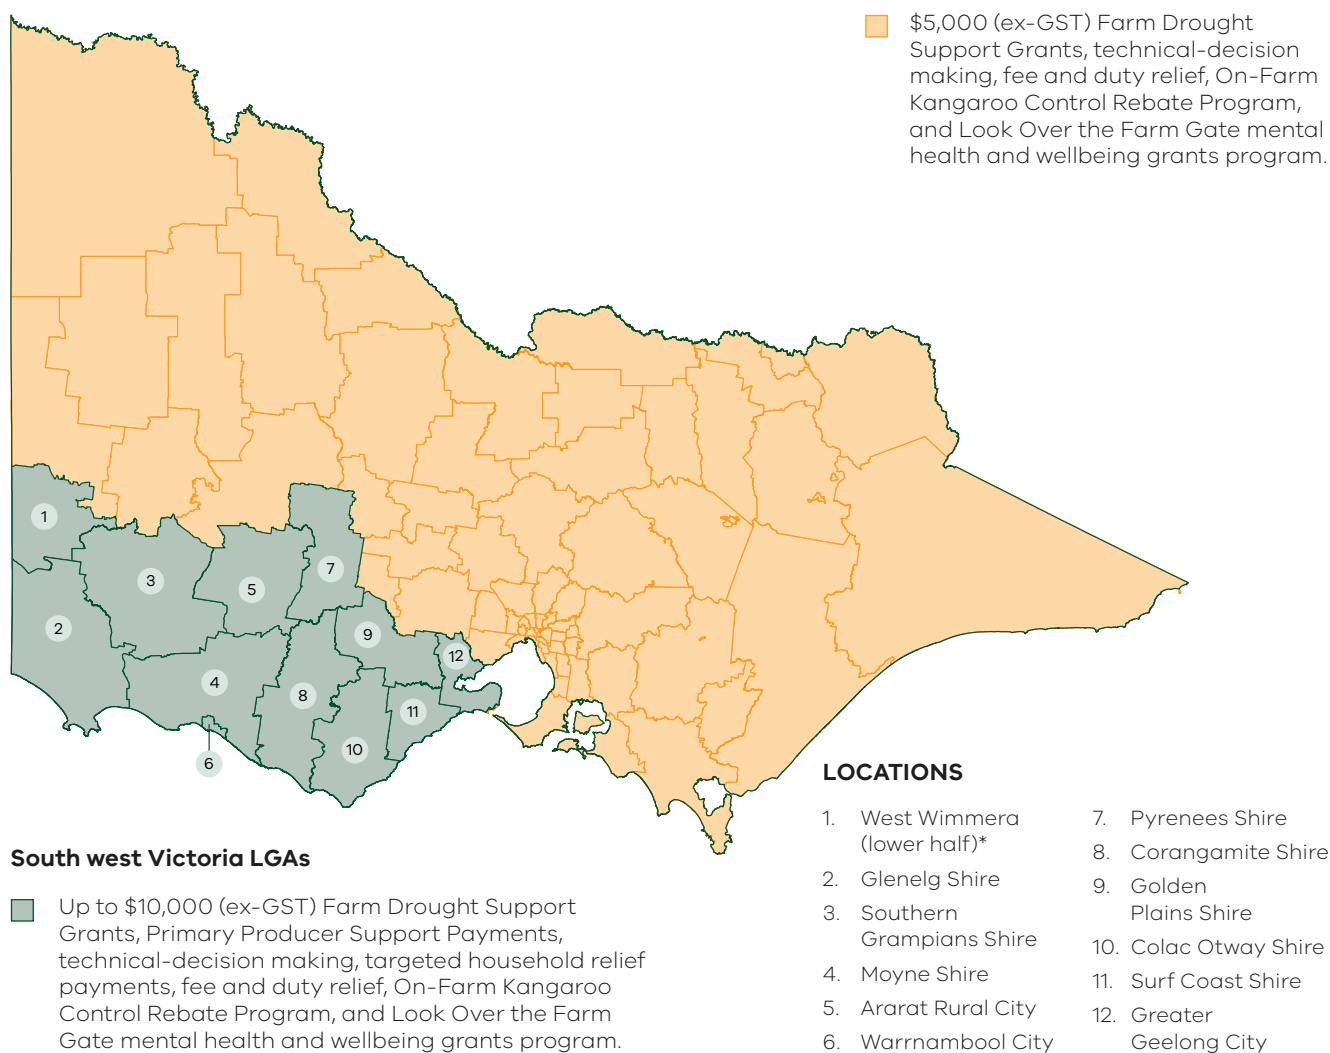 $5,000 (ex-GST) Farm Drought
Support Grants, technical-decision
making, fee and duty relief, On-Farm
Kangaroo Control Rebate Program,
and Look Over the Farm Gate mental
health and wellbeing grants program.
1
2
3
4
5
6
7
8
9
10
11
12
South west Victoria LGAs
Up to $10,000 (ex-GST) Farm Drought Support
Grants, Primary Producer Support Payments,
technical-decision making, targeted household relief
payments, fee and duty relief, On-Farm Kangaroo
Control Rebate Program, and Look Over the Farm
Gate mental health and wellbeing grants program.
LOCATIONS
1. West Wimmera
(lower half)*
2. Glenelg Shire
3. Southern
Grampians Shire
4. Moyne Shire
5. Ararat Rural City
6. Warrnambool City
7. Pyrenees Shire
8. Corangamite Shire
9. Golden
Plains Shire
10. Colac Otway Shire
11. Surf Coast Shire
12. Greater
Geelong City